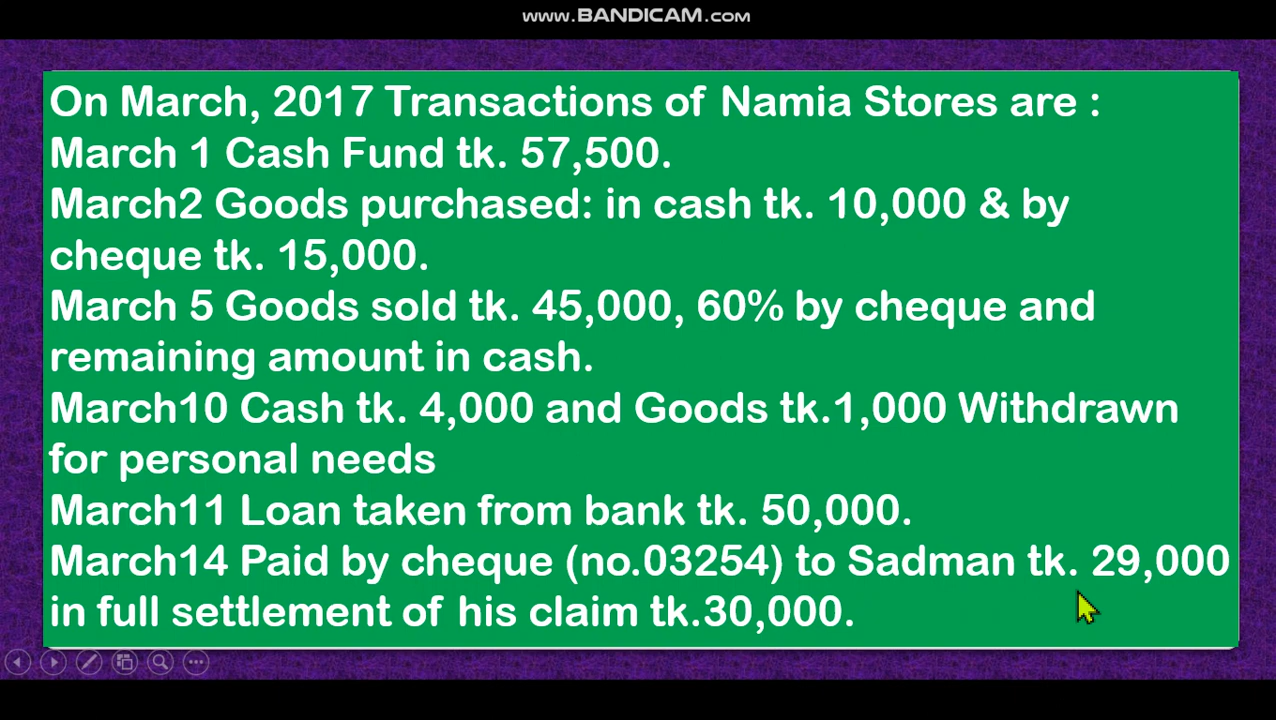 www.BANDICAM.com
On March, 2017 Transactions of Namia Stores are :
March 1 Cash Fund tk. 57,500.
March2 Goods purchased: in cash tk. 10,000 & by
cheque tk. 15,000.
March 5 Goods sold tk. 45,000, 60% by cheque and
remaining amount in cash.
March10 Cash tk. 4,000 and Goods tk.1,000 Withdrawn
for personal needs
March11 Loan taken from bank tk. 50,000.
March14 Paid by cheque (no.03254) to Sadman tk. 29,000
in full settlement of his claim tk.30,000.